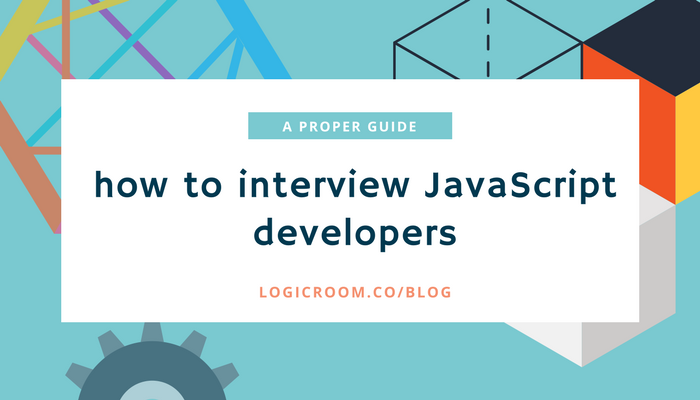 A PROPER GUIDE
how to interview JavaScript
developers
LOGICROOM.CO/BLOG